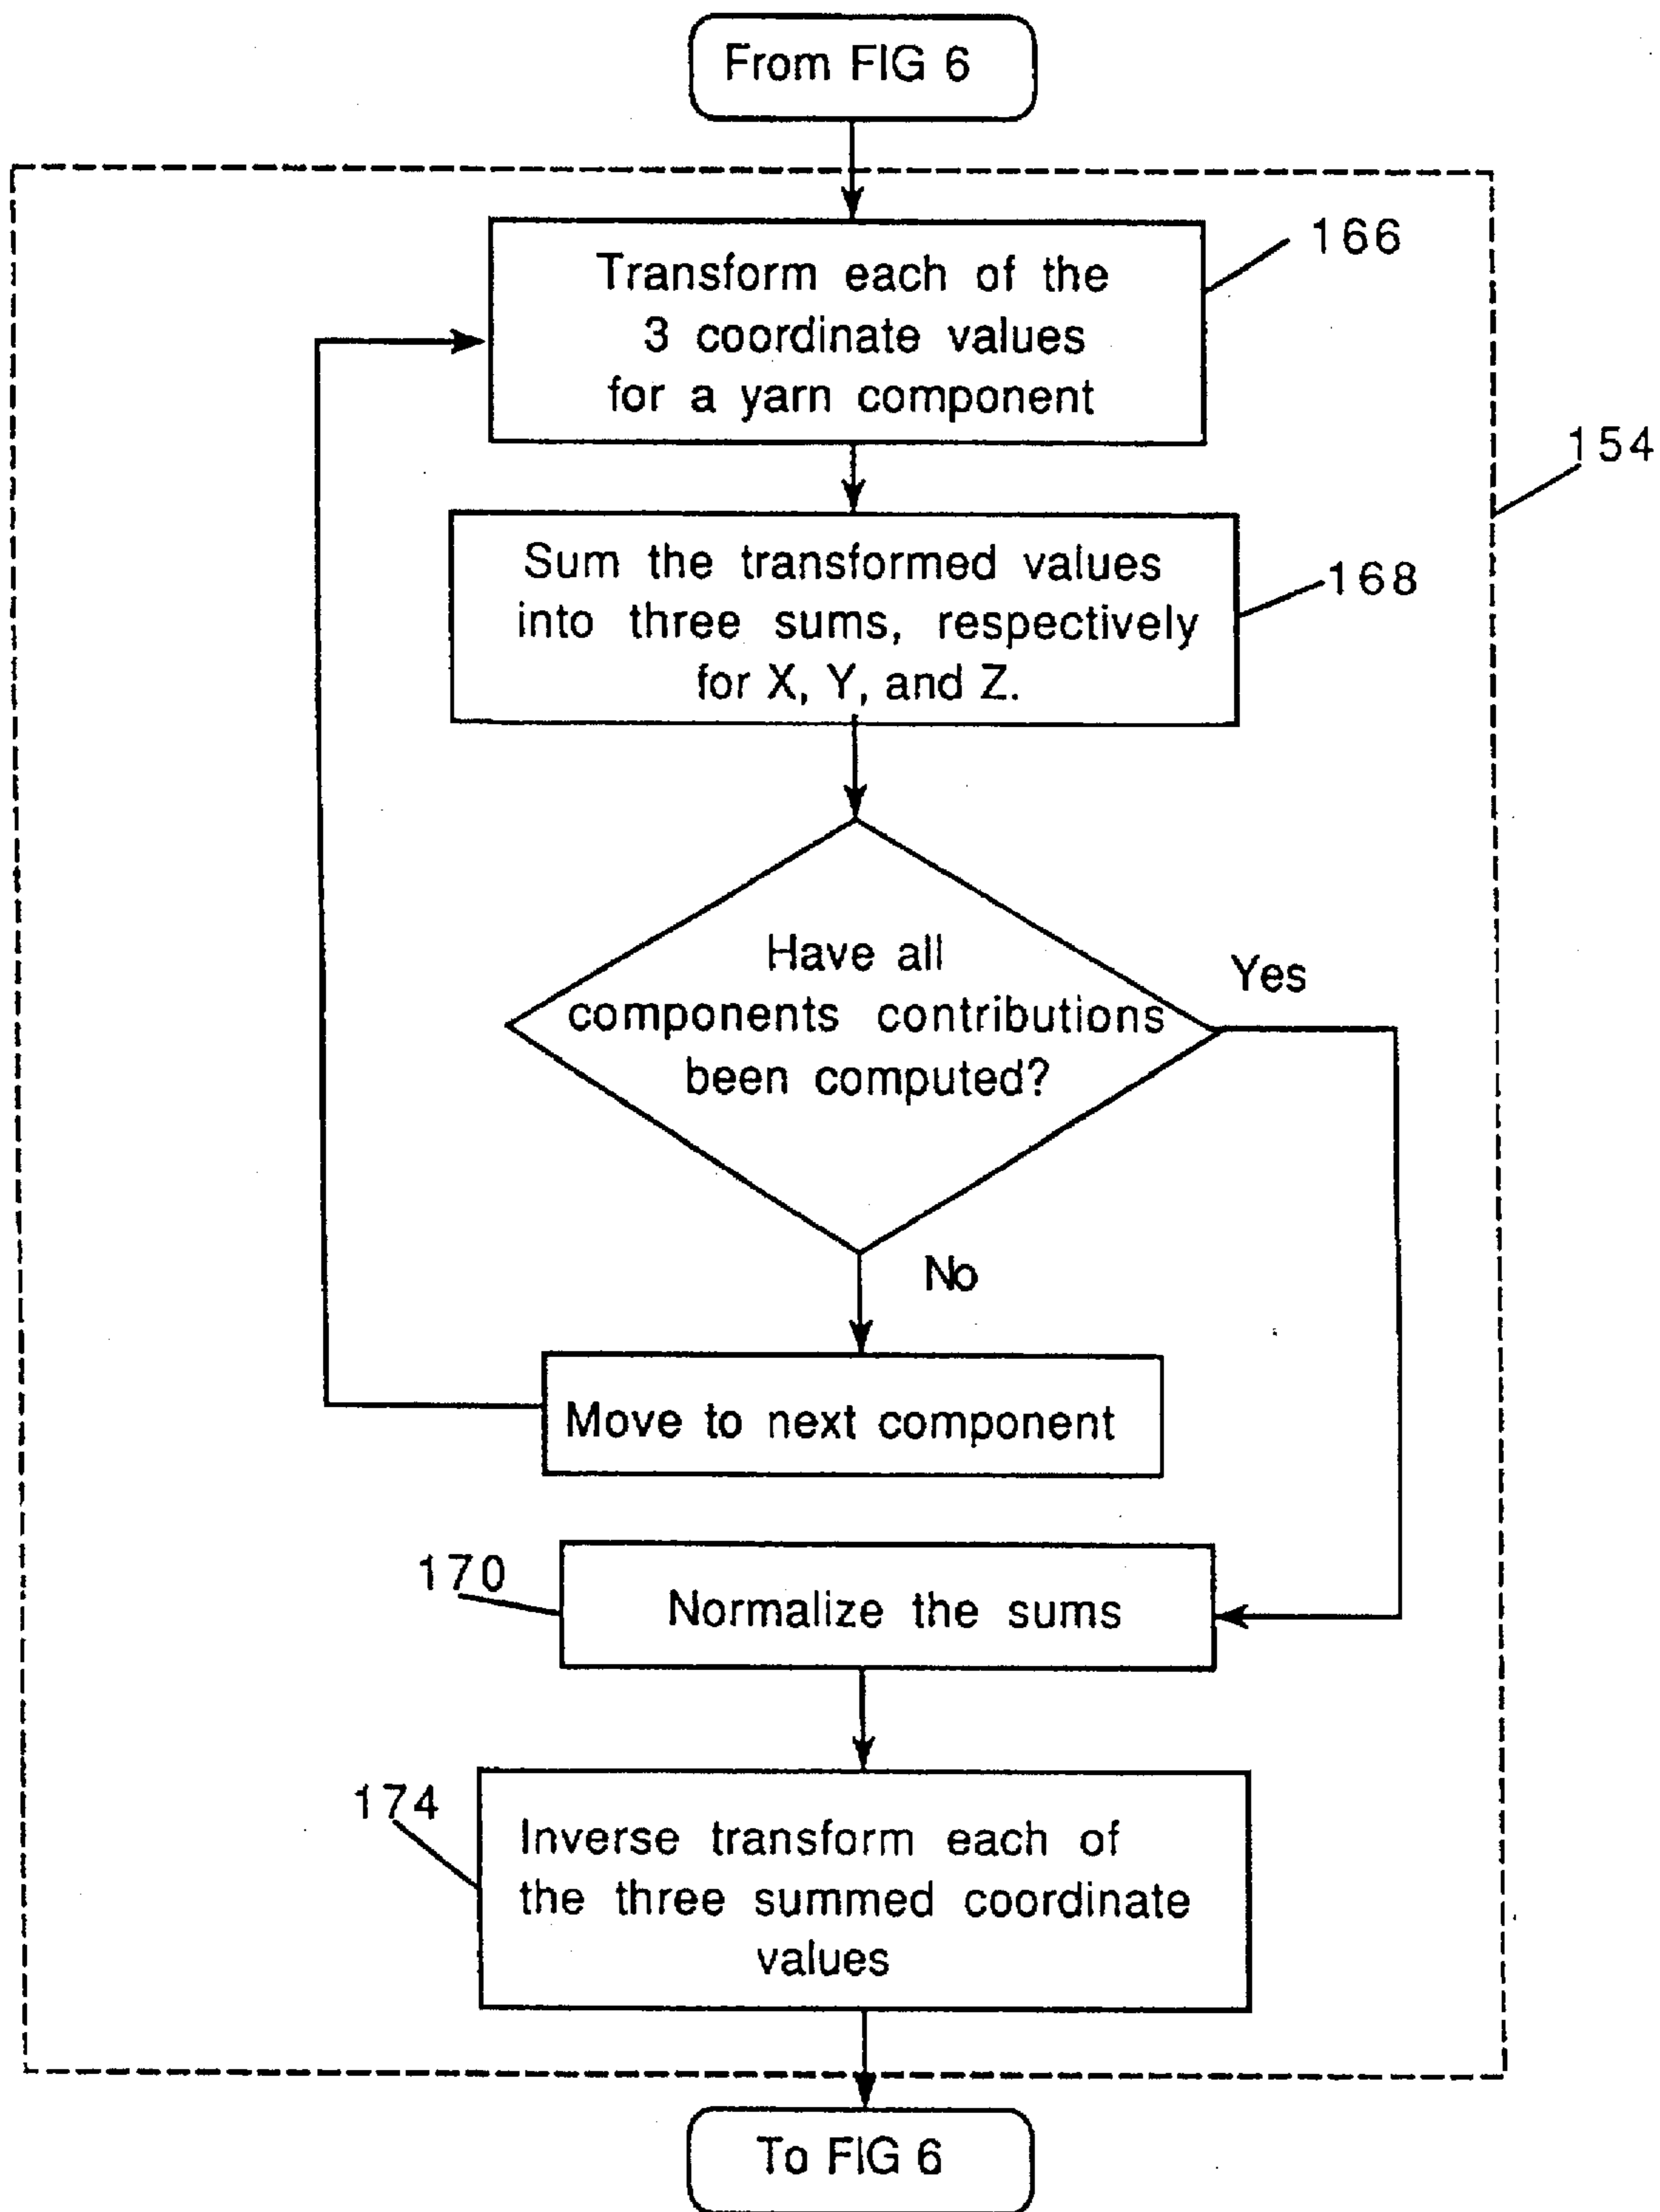 From FIG 6
Transform each of the
3 coordinate values
for a yarn component
166
154
Sum the transformed values
into three sums, respectively
for X, Y, and Z.
168
Have all
components contributions
been computed?
Yes
No
Move to next component
170
Normalize the sums
174
Inverse transform each of
the three summed coordinate
values
To FIG 6